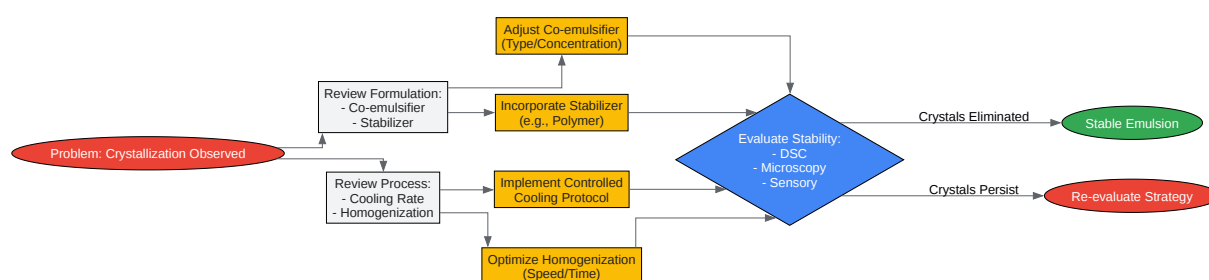 Problem: Crystallization Observed
Review Formulation:
- Co-emulsifier
- Stabilizer
Review Process:
- Cooling Rate
- Homogenization
Adjust Co-emulsifier
(Type/Concentration)
Incorporate Stabilizer
(e.g., Polymer)
Implement Controlled
Cooling Protocol
Optimize Homogenization
(Speed/Time)
Evaluate Stability:
- DSC
- Microscopy
- Sensory
Crystals Eliminated
Stable Emulsion
Crystals Persist
Re-evaluate Strategy